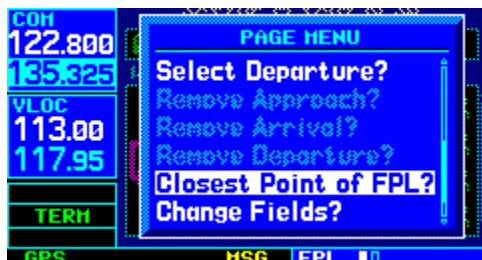 COM
122.800
135.325
VLOC
113.00
117.95
TERM
GPS
PAGE MENU
Select Departure?
Remove Approach?
Remove Arrival?
Remove Departure?
Closest Point of FPL?
Change Fields?
MSG
FPL